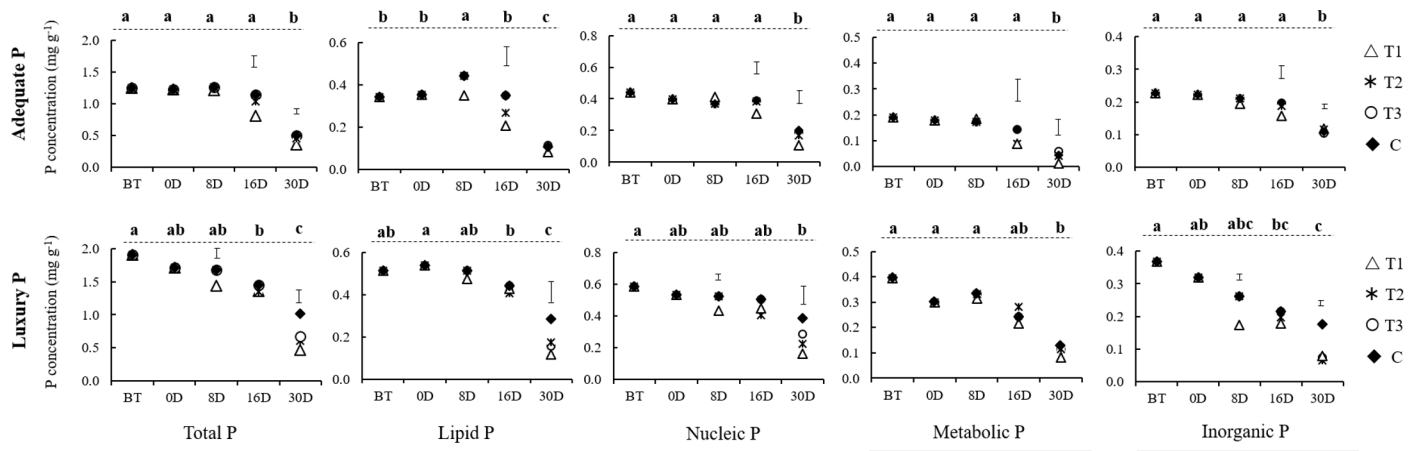 a a a a b
b b a b c
a a a a b
a a a a b
a a a a b
Adequate P
P concentration (mg g-1)
2.0
1.5
1.0
0.5
0.0
BT 0D 8D 16D 30D
0.6
0.4
0.2
0.0
BT 0D 8D 16D 30D
0.8
0.6
0.4
0.2
0.0
BT 0D 8D 16D 30D
0.5
0.4
0.3
0.2
0.1
0.0
BT 0D 8D 16D 30D
0.4
0.3
0.2
0.1
0.0
BT 0D 8D 16D 30D
T1
T2
T3
C
a ab ab b c
ab a ab b c
a ab ab ab b
a a a ab b
a ab abc bc c
Luxury P
P concentration (mg g-1)
2.0
1.5
1.0
0.5
0.0
BT 0D 8D 16D 30D
0.6
0.4
0.2
0.0
BT 0D 8D 16D 30D
0.8
0.6
0.4
0.2
0.0
BT 0D 8D 16D 30D
0.5
0.4
0.3
0.2
0.1
0.0
BT 0D 8D 16D 30D
0.4
0.3
0.2
0.1
0.0
BT 0D 8D 16D 30D
T1
T2
T3
C
Total P
Lipid P
Nucleic P
Metabolic P
Inorganic P